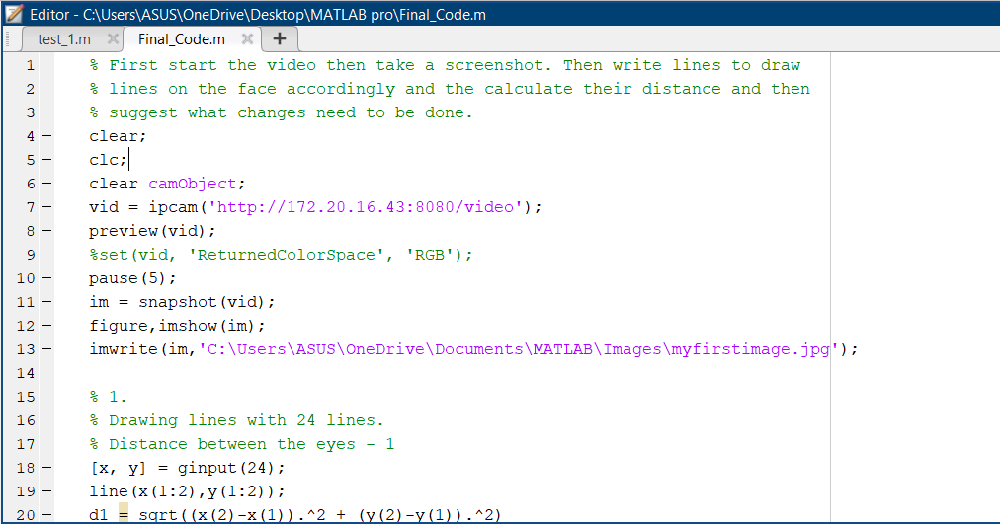 Editor - C:\Users\ASUS\OneDrive\Desktop\MATLAB pro\Final_Code.m
test_1.m Final_Code.m
1 % First start the video then take a screenshot. Then write lines to draw
2 % lines on the face accordingly and the calculate their distance and then
3 % suggest what changes need to be done.
4 – clear;
5 – clc;
6 – clear camObject;
7 – vid = ipcam('http://172.20.16.43:8080/video');
8 – preview(vid);
9 %set(vid, 'ReturnedColorSpace', 'RGB');
10 – pause(5);
11 – im = snapshot(vid);
12 – figure,imshow(im);
13 – imwrite(im,'C:\Users\ASUS\OneDrive\Documents\MATLAB\Images\myfirstimage.jpg');
14
15 % 1.
16 % Drawing lines with 24 lines.
17 % Distance between the eyes - 1
18 – [x, y] = ginput(24);
19 – line(x(1:2),y(1:2));
20 – d1 = sqrt((x(2)-x(1)).^2 + (y(2)-y(1)).^2)